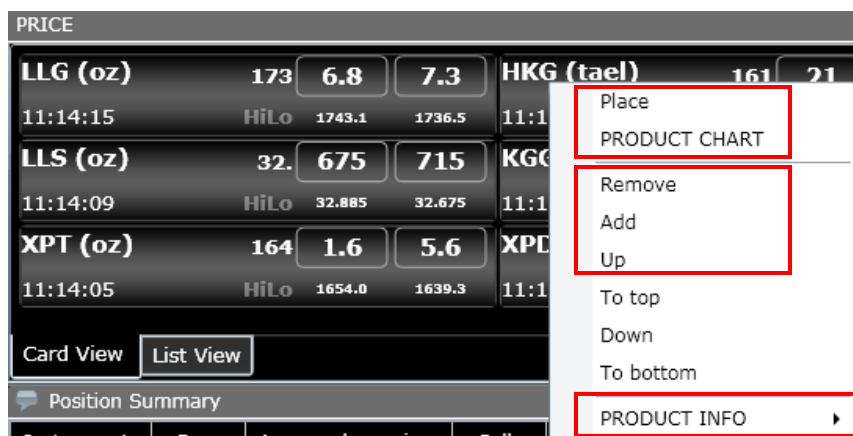 PRICE
LLG (oz) 173 6.8 7.3 HKG (tael) 161 21
11:14:15 HiLo 1743.1 1736.5 11:1
Place
PRODUCT CHART
LLS (oz) 32. 675 715 KGG
11:14:09 HiLo 32.885 32.675 11:1
Remove
Add
XPT (oz) 164 1.6 5.6 XPD
Up
11:14:05 HiLo 1654.0 1639.3 11:1
To top
Down
Card View List View
To bottom
Position Summary
PRODUCT INFO